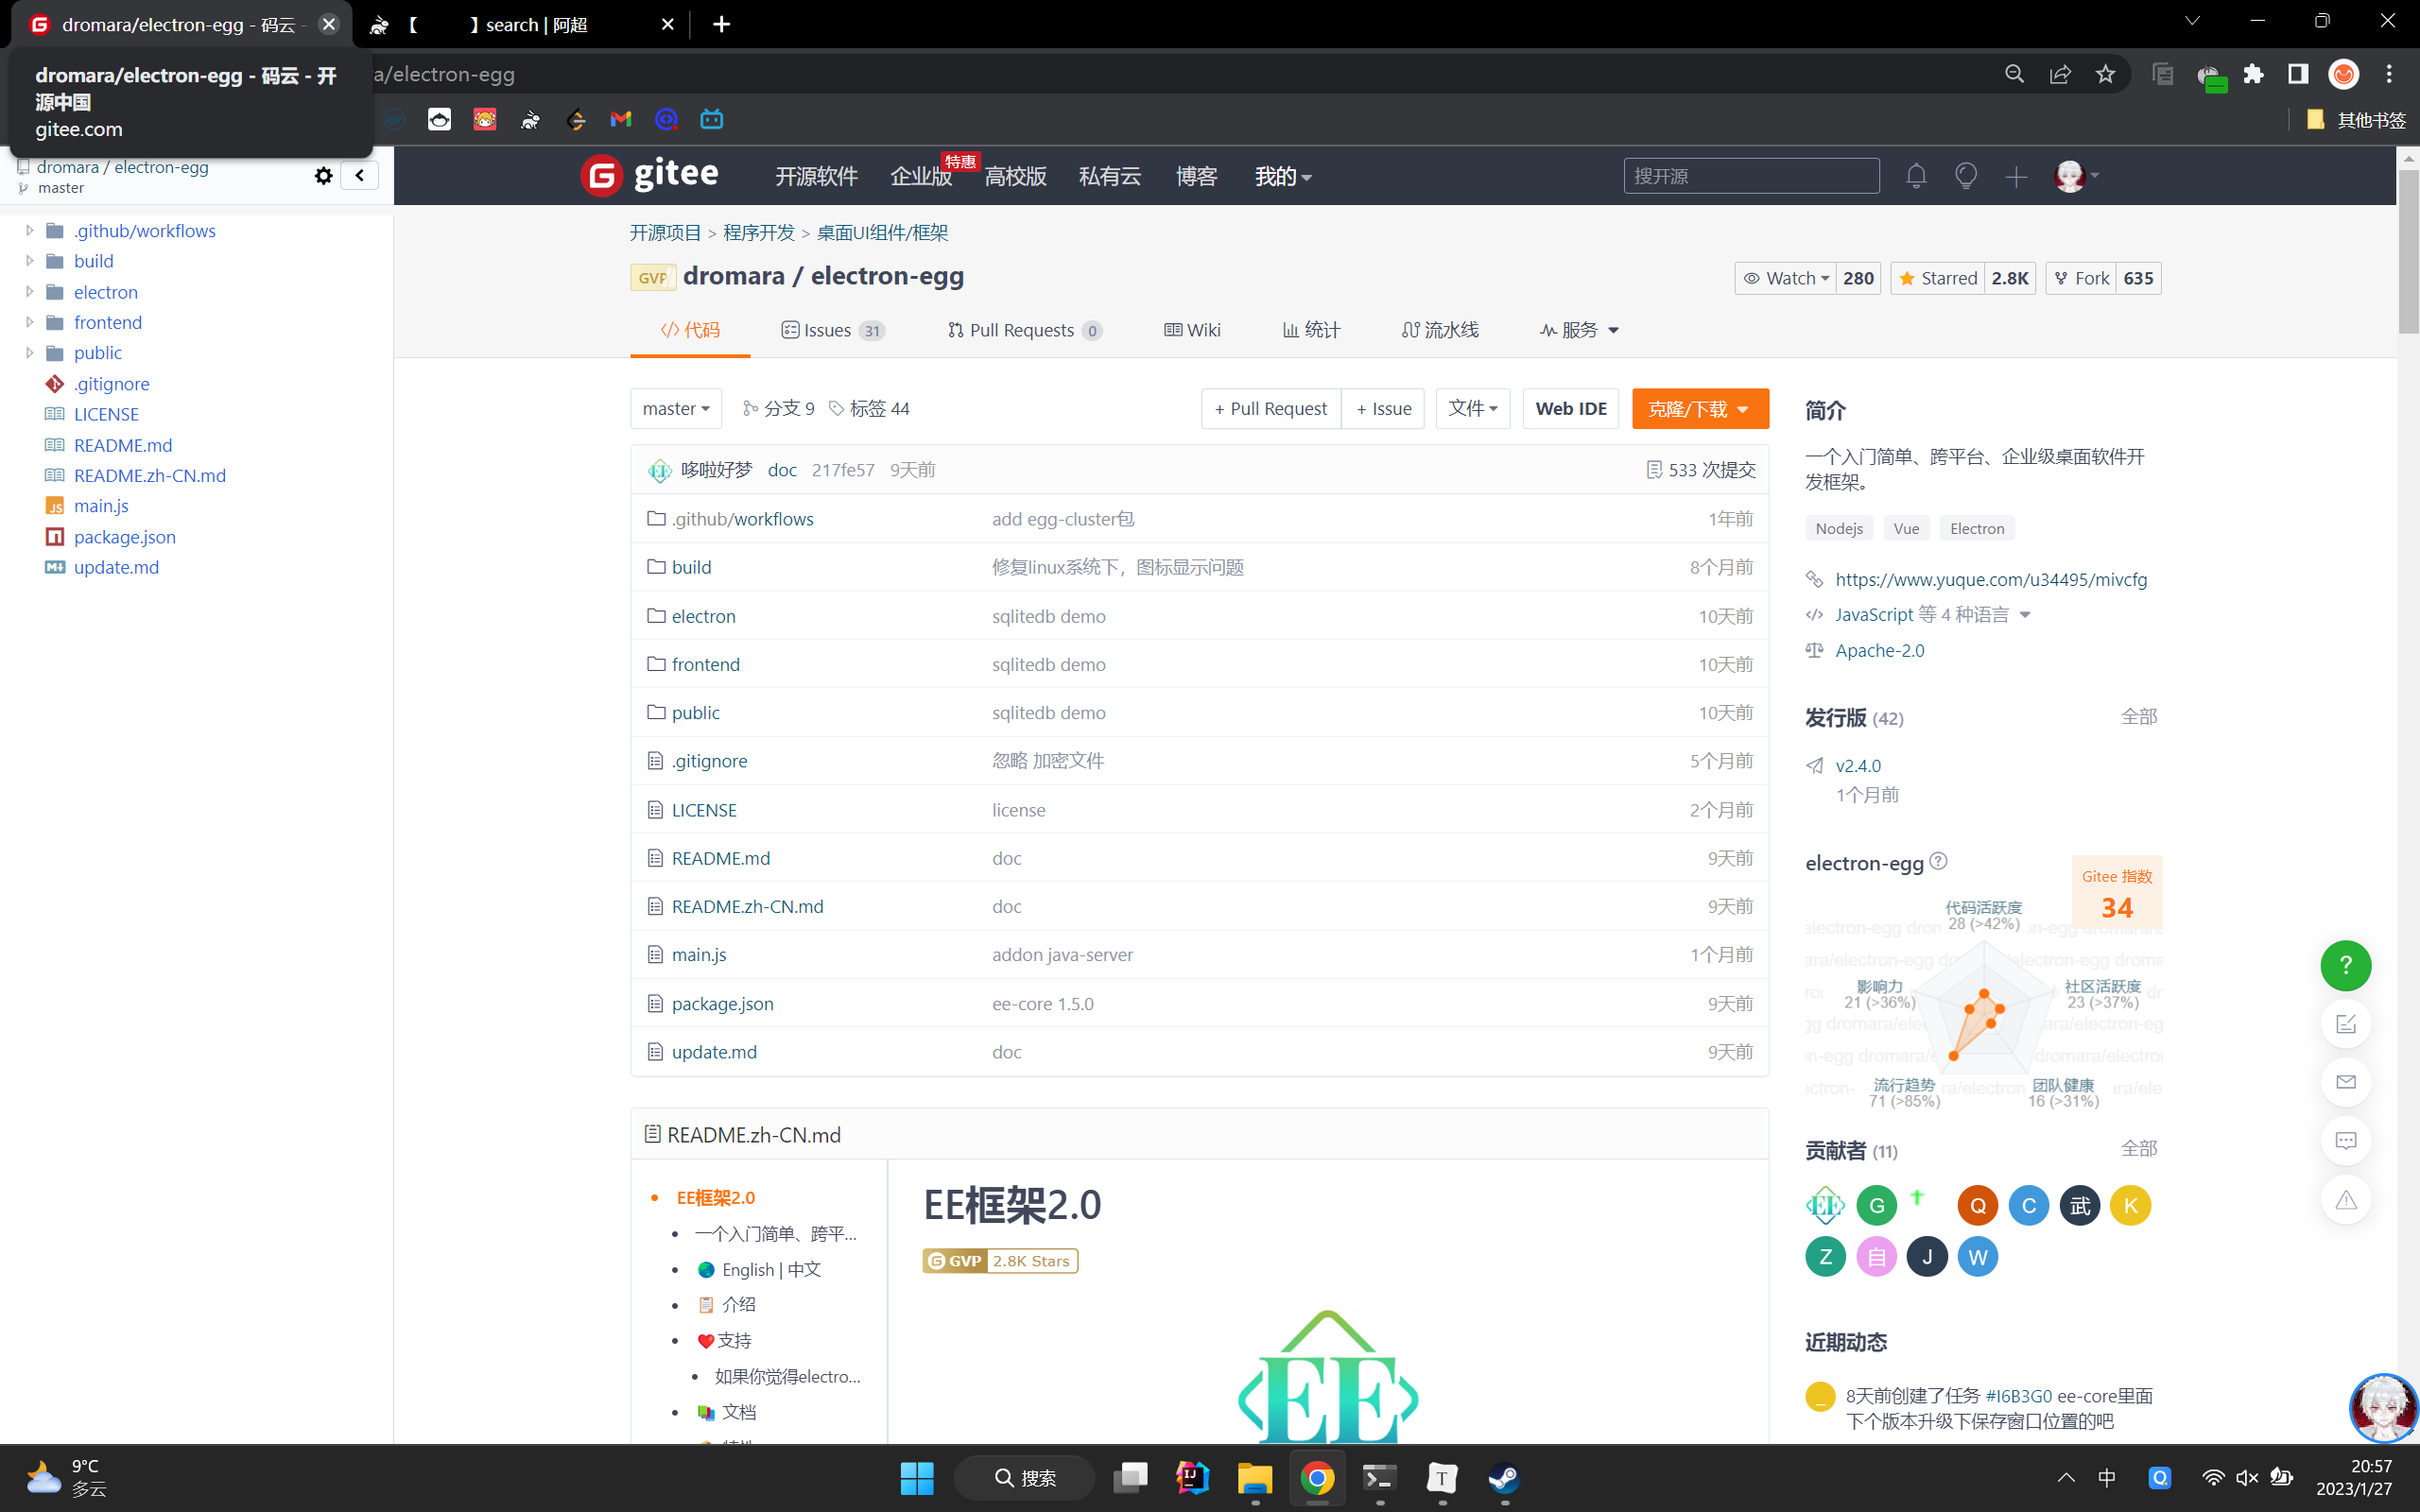 dromara/electron-egg - 码云 -
【 】search | 阿超
dromara/electron-egg - 码云 - 开
源中国
gitee.com
a/electron-egg
其他书签
dromara / electron-egg
master
.github/workflows
build
electron
frontend
public
.gitignore
LICENSE
README.md
README.zh-CN.md
main.js
package.json
update.md
gitee
开源软件
企业版
特惠
高校版
私有云
博客
我的
搜开源
开源项目 > 程序开发 > 桌面UI组件/框架
GVP dromara / electron-egg
Watch 280
Starred 2.8K
Fork 635
代码
Issues 31
Pull Requests 0
Wiki
统计
流水线
服务
master
分支 9
标签 44
+ Pull Request
+ Issue
文件
Web IDE
克隆/下载
哆啦好梦 doc 217fe57 9天前
533 次提交
.github/workflows add egg-cluster包 1年前
build 修复linux系统下，图标显示问题 8个月前
electron sqlitedb demo 10天前
frontend sqlitedb demo 10天前
public sqlitedb demo 10天前
.gitignore 忽略 加密文件 5个月前
LICENSE license 2个月前
README.md doc 9天前
README.zh-CN.md doc 9天前
main.js addon java-server 1个月前
package.json ee-core 1.5.0 9天前
update.md doc 9天前
README.zh-CN.md
EE框架2.0
一个入门简单、跨平...
English | 中文
介绍
支持
如果你觉得electro...
文档
EE框架2.0
GVP 2.8K Stars
EE
简介
一个入门简单、跨平台、企业级桌面软件开
发框架。
Nodejs Vue Electron
https://www.yuque.com/u34495/mivcfg
JavaScript 等 4 种语言
Apache-2.0
发行版 (42) 全部
v2.4.0
1个月前
electron-egg
Gitee 指数
34
代码活跃度
28 (>42%)
影响力
21 (>36%)
社区活跃度
23 (>37%)
流行趋势
71 (>85%)
团队健康
16 (>31%)
贡献者 (11) 全部
EE G Q C 武 K
Z 自 J W
近期动态
8天前创建了任务 #I6B3G0 ee-core里面
下个版本升级下保存窗口位置的吧
9°C
多云
搜索
中
20:57
2023/1/27